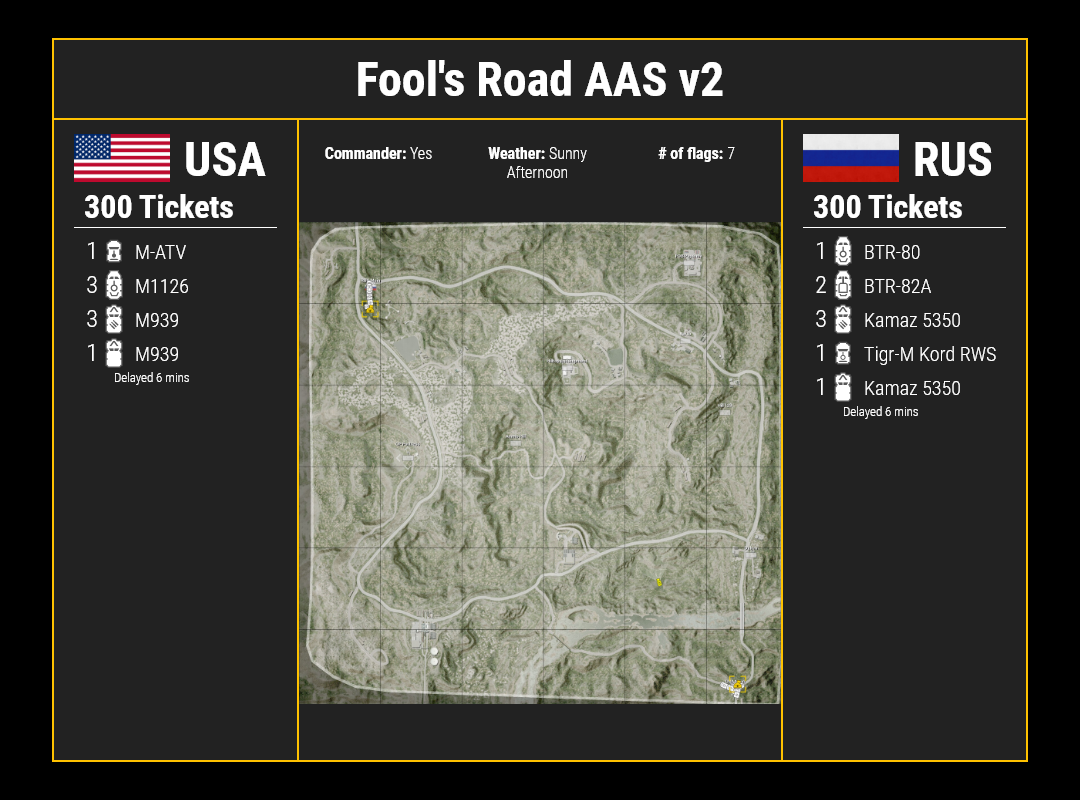 Fool's Road AAS v2
USA
300 Tickets
1 M-ATV
3 M1126
3 M939
1 M939
Delayed 6 mins
Commander: Yes
Weather: Sunny
Afternoon
# of flags: 7
RUS
300 Tickets
1 BTR-80
2 BTR-82A
3 Kamaz 5350
1 Tigr-M Kord RWS
1 Kamaz 5350
Delayed 6 mins